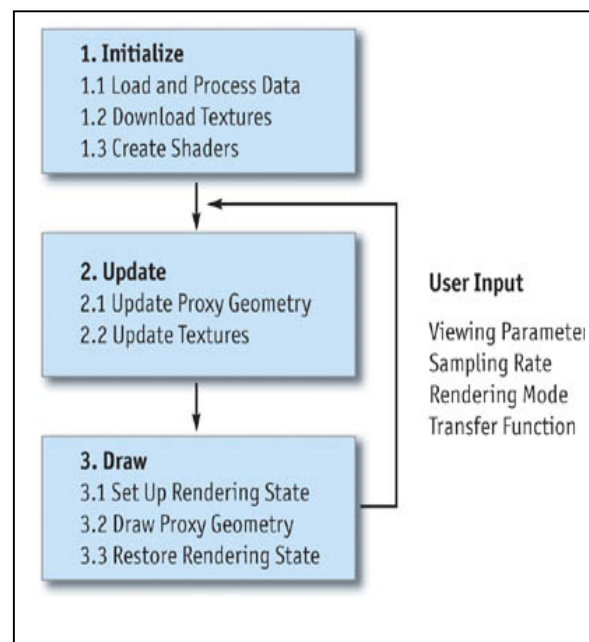 1. Initialize
1.1 Load and Process Data
1.2 Download Textures
1.3 Create Shaders
2. Update
2.1 Update Proxy Geometry
2.2 Update Textures
User Input
Viewing Parameter
Sampling Rate
Rendering Mode
Transfer Function
3. Draw
3.1 Set Up Rendering State
3.2 Draw Proxy Geometry
3.3 Restore Rendering State